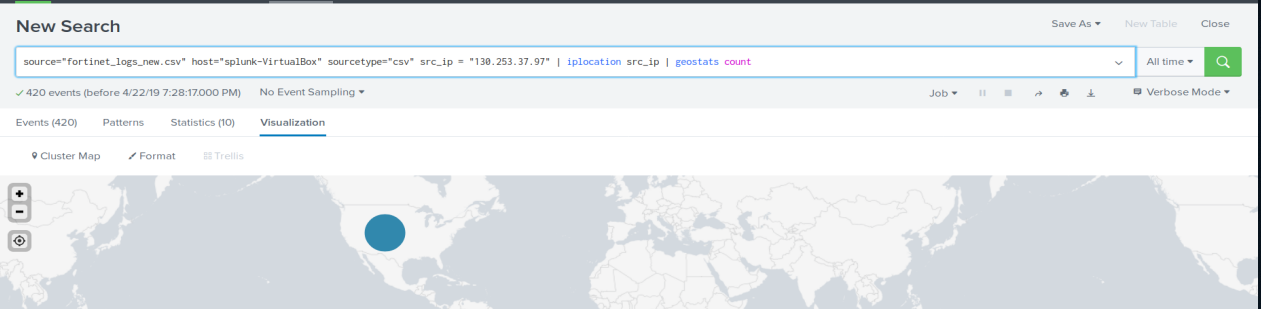 New Search
Save As ▾ New Table Close
source="fortinet_logs_new.csv" host="splunk-VirtualBox" sourcetype="csv" src_ip = "130.253.37.97" | iplocation src_ip | geostats count
All time ▾
✓ 420 events (before 4/22/19 7:28:17.000 PM) No Event Sampling ▾
Job ▾
Verbose Mode ▾
Events (420) Patterns Statistics (10) Visualization
Cluster Map Format Trellis
+
−